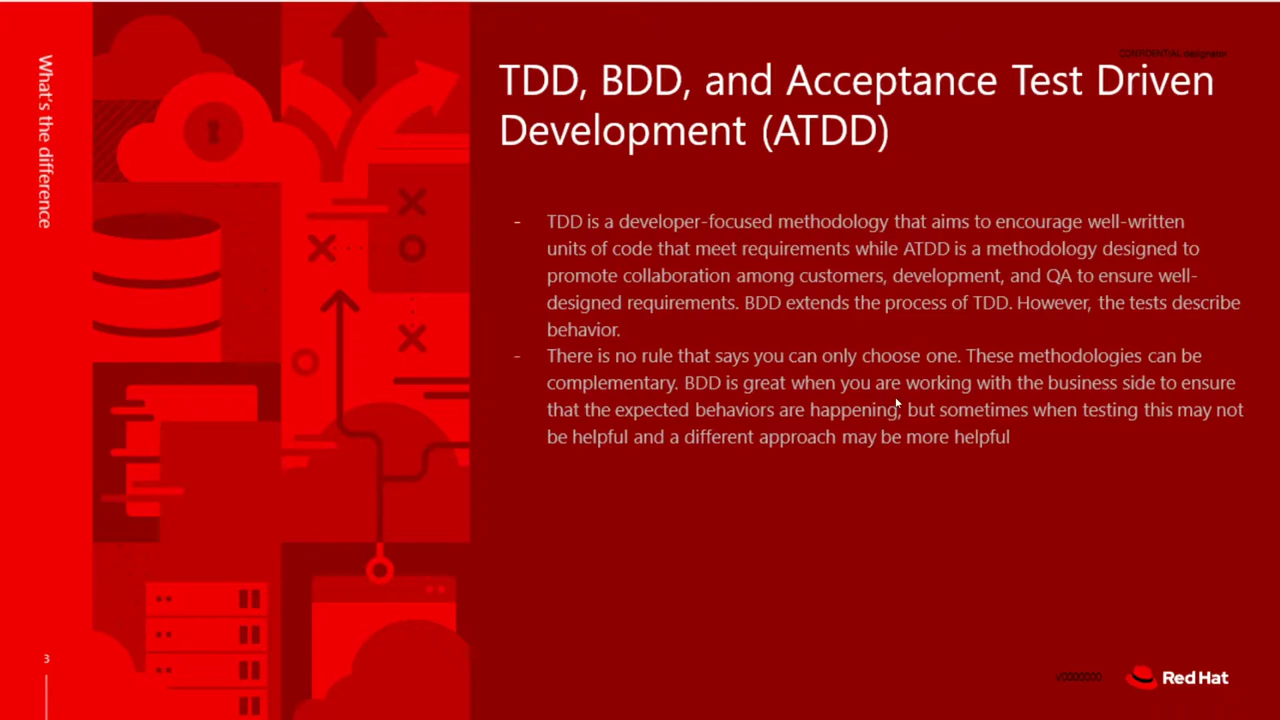 What's the difference
CONFIDENTIAL designator
TDD, BDD, and Acceptance Test Driven
Development (ATDD)
- TDD is a developer-focused methodology that aims to encourage well-written
units of code that meet requirements while ATDD is a methodology designed to
promote collaboration among customers, development, and QA to ensure well-
designed requirements. BDD extends the process of TDD. However, the tests describe
behavior.
- There is no rule that says you can only choose one. These methodologies can be
complementary. BDD is great when you are working with the business side to ensure
that the expected behaviors are happening, but sometimes when testing this may not
be helpful and a different approach may be more helpful
3
V0000000
Red Hat